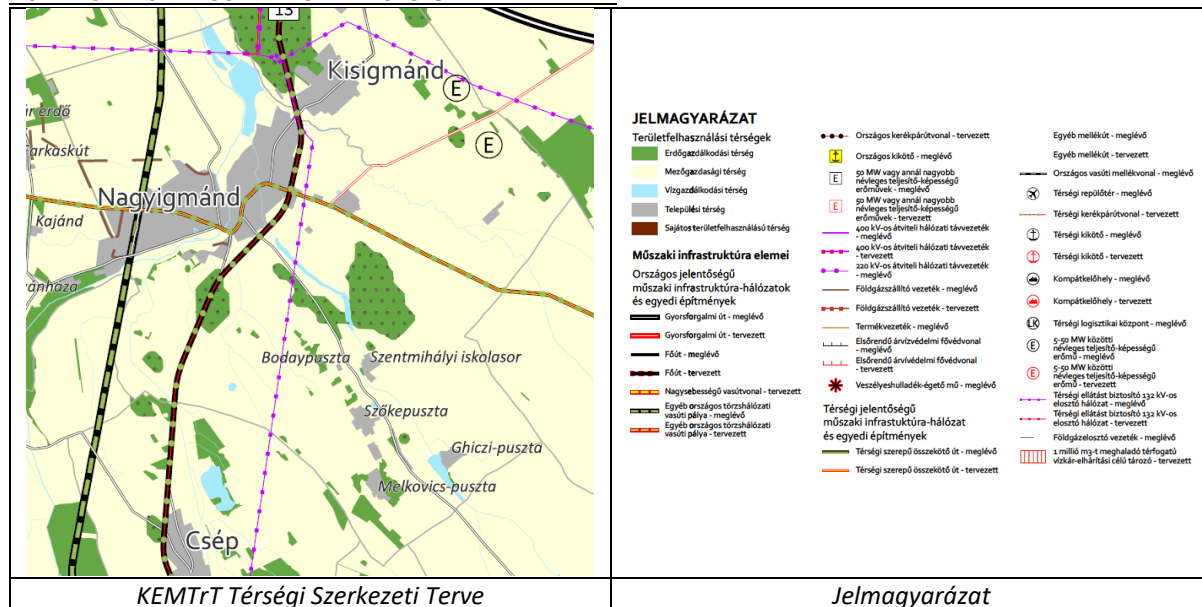 13
Kisigmánd
E
E
ír erdő
arkaskút
Nagyigmánd
Kajánd
ánháza
Bodaypuszta
Szentmihályi iskolasor
Szőkepuszta
Ghiczi-puszta
Melkovics-puszta
Csép
KEMTrT Térségi Szerkezeti Terve
JELMAGYARÁZAT
Területfelhasználási térségek
Erdőgazdálkodási térség
Mezőgazdasági térség
Vízgazdálkodási térség
Települési térség
Sajátos területfelhasználású térség
Műszaki infrastruktúra elemei
Országos jelentőségű
műszaki infrastruktúra-hálózatok
és egyedi építmények
Gyorsforgalmi út - meglévő
Gyorsforgalmi út - tervezett
Főút - meglévő
Főút - tervezett
Nagysebességű vasútvonal - tervezett
Egyéb országos törzshálózati
vasúti pálya - meglévő
Egyéb országos törzshálózati
vasúti pálya - tervezett
Országos kerékpárútvonal - tervezett
Országos kikötő - meglévő
E
50 MW vagy annál nagyobb
névleges teljesítő-képességű
erőművek - meglévő
E
50 MW vagy annál nagyobb
névleges teljesítő-képességű
erőművek - tervezett
400 kV-os átviteli hálózati távvezeték
- meglévő
400 kV-os átviteli hálózati távvezeték
- tervezett
220 kV-os átviteli hálózati távvezeték
- meglévő
Földgázszállító vezeték - meglévő
Földgázszállító vezeték - tervezett
Termékvezeték - meglévő
Elsőrendű árvízvédelmi fővédvonal
- meglévő
Elsőrendű árvízvédelmi fővédvonal
- tervezett
Veszélyeshulladék-égető mű - meglévő
Térségi jelentőségű
műszaki infrastuktúra-hálózat
és egyedi építmények
Térségi szerepű összekötő út - meglévő
Térségi szerepű összekötő út - tervezett
Egyéb mellékút - meglévő
Egyéb mellékút - tervezett
Országos vasúti mellékvonal - meglévő
Térségi repülőtér - meglévő
Térségi kerékpárútvonal - tervezett
Térségi kikötő - meglévő
Térségi kikötő - tervezett
Kompátkelőhely - meglévő
Kompátkelőhely - tervezett
LK Térségi logisztikai központ - meglévő
E
5-50 MW közötti
névleges teljesítő-képességű
erőmű - meglévő
E
5-50 MW közötti
névleges teljesítő-képességű
erőmű - tervezett
Térségi ellátást biztosító 132 kV-os
elosztó hálózat - meglévő
Térségi ellátást biztosító 132 kV-os
elosztó hálózat - tervezett
Földgázelosztó vezeték - meglévő
1 millió m3-t meghaladó térfogatú
vízkár-elhárítási célú tározó - tervezett
Jelmagyarázat